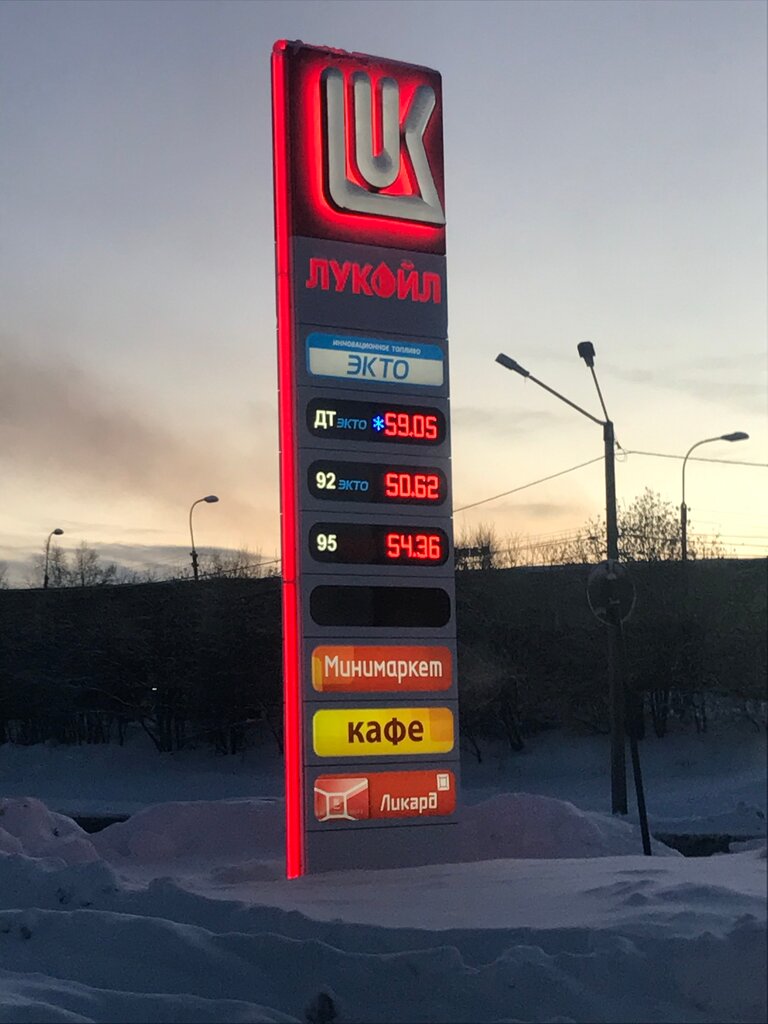 LUK
ЛУКОЙЛ
ИННОВАЦИОННОЕ ТОПЛИВО
ЭКТО
ДТ ЭКТО *59.05
92 ЭКТО 50.62
95 54.36
Минимаркет
кафе
Ликард